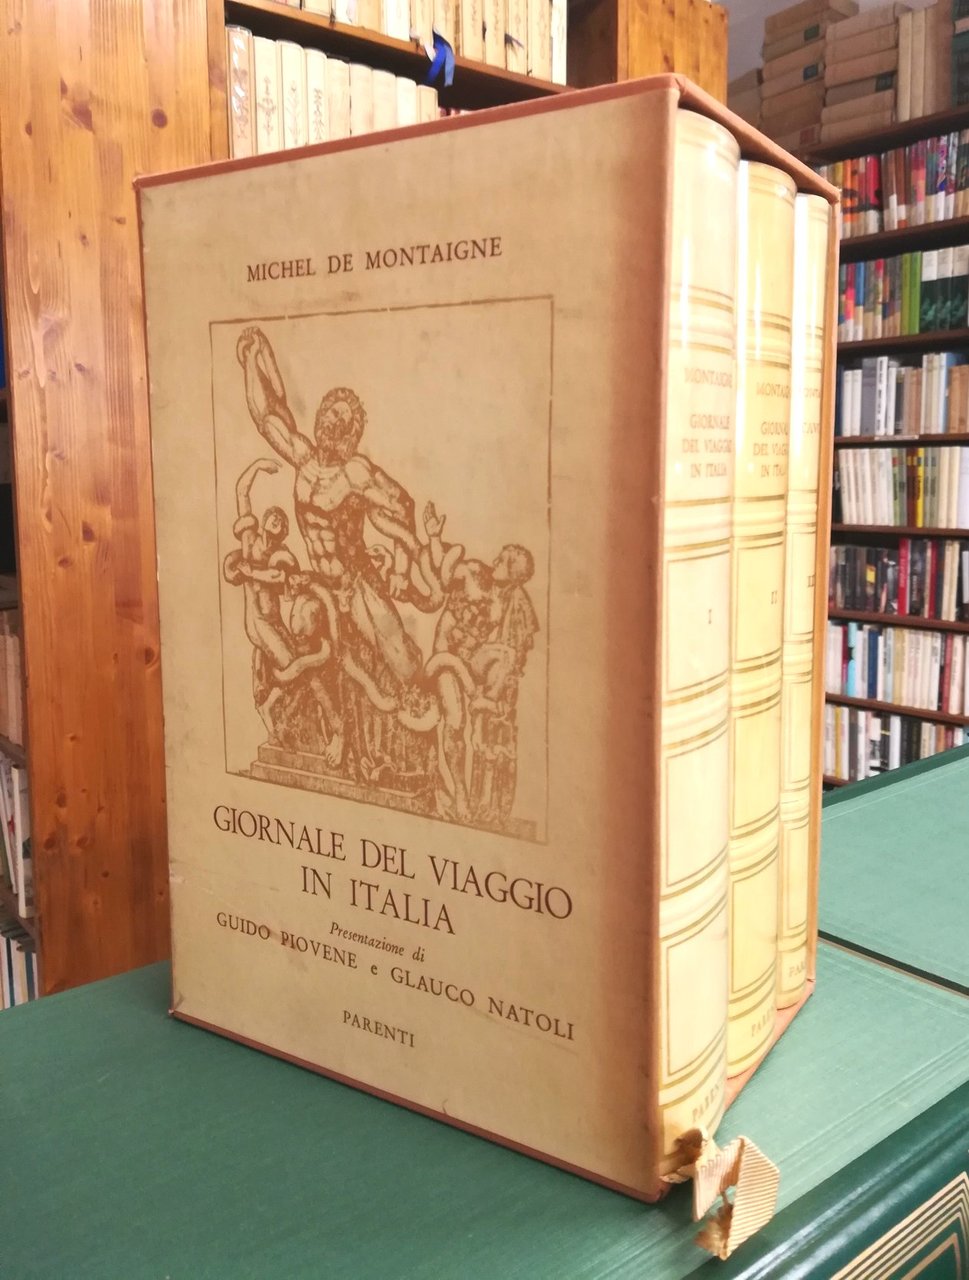 MICHEL DE MONTAIGNE
GIORNALE DEL VIAGGIO
IN ITALIA
Presentazione di
GUIDO PIOVENE e GLAUCO NATOLI
PARENTI
MONTAIGNE
GIORNALE
DEL VIAGGIO
IN ITALIA
I
GIORNALE
DEL VIAGGIO
IN ITALIA
II